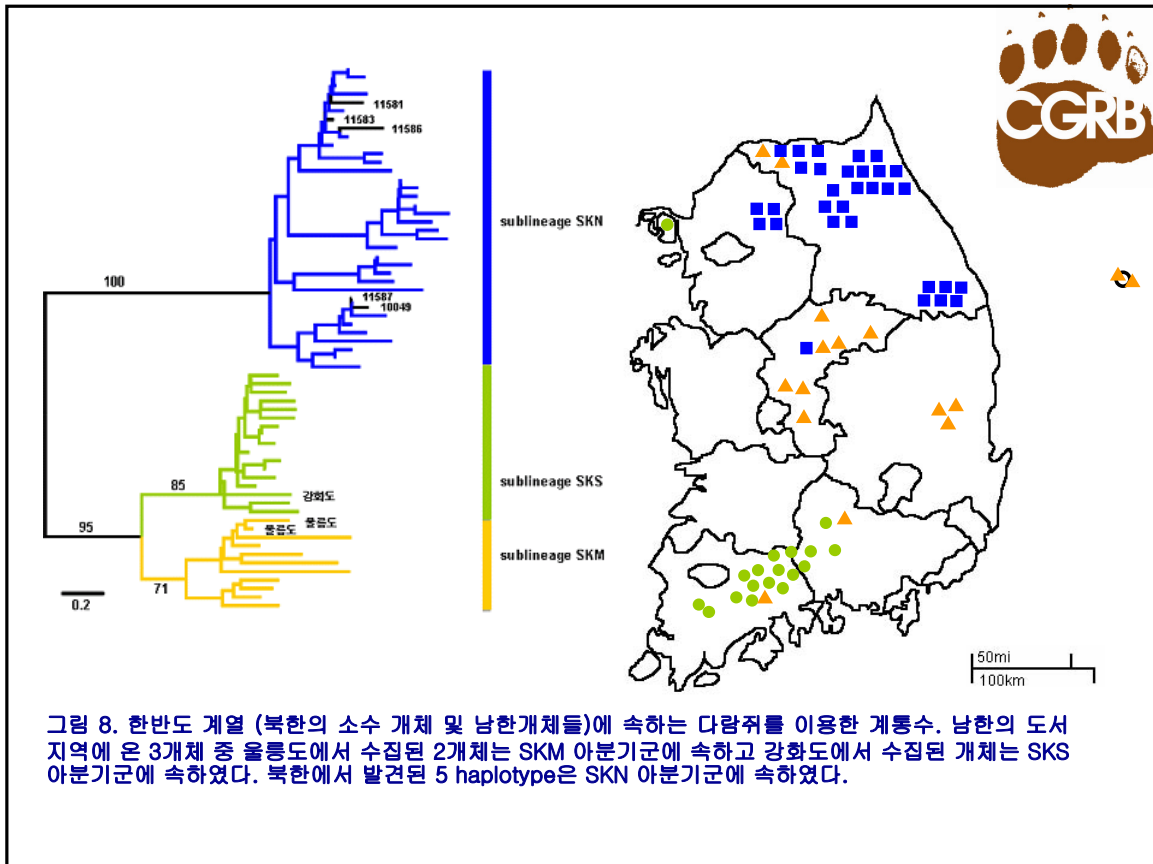 CGRB
11581
11583
11586
sublineage SKN
100
11587
10049
85
강화도
sublineage SKS
95
울릉도
울릉도
sublineage SKM
71
0.2
50mi
100km
그림 8. 한반도 계열 (북한의 소수 개체 및 남한개체들)에 속하는 다람쥐를 이용한 계통수. 남한의 도서
지역에 온 3개체 중 울릉도에서 수집된 2개체는 SKM 아분기군에 속하고 강화도에서 수집된 개체는 SKS
아분기군에 속하였다. 북한에서 발견된 5 haplotype은 SKN 아분기군에 속하였다.